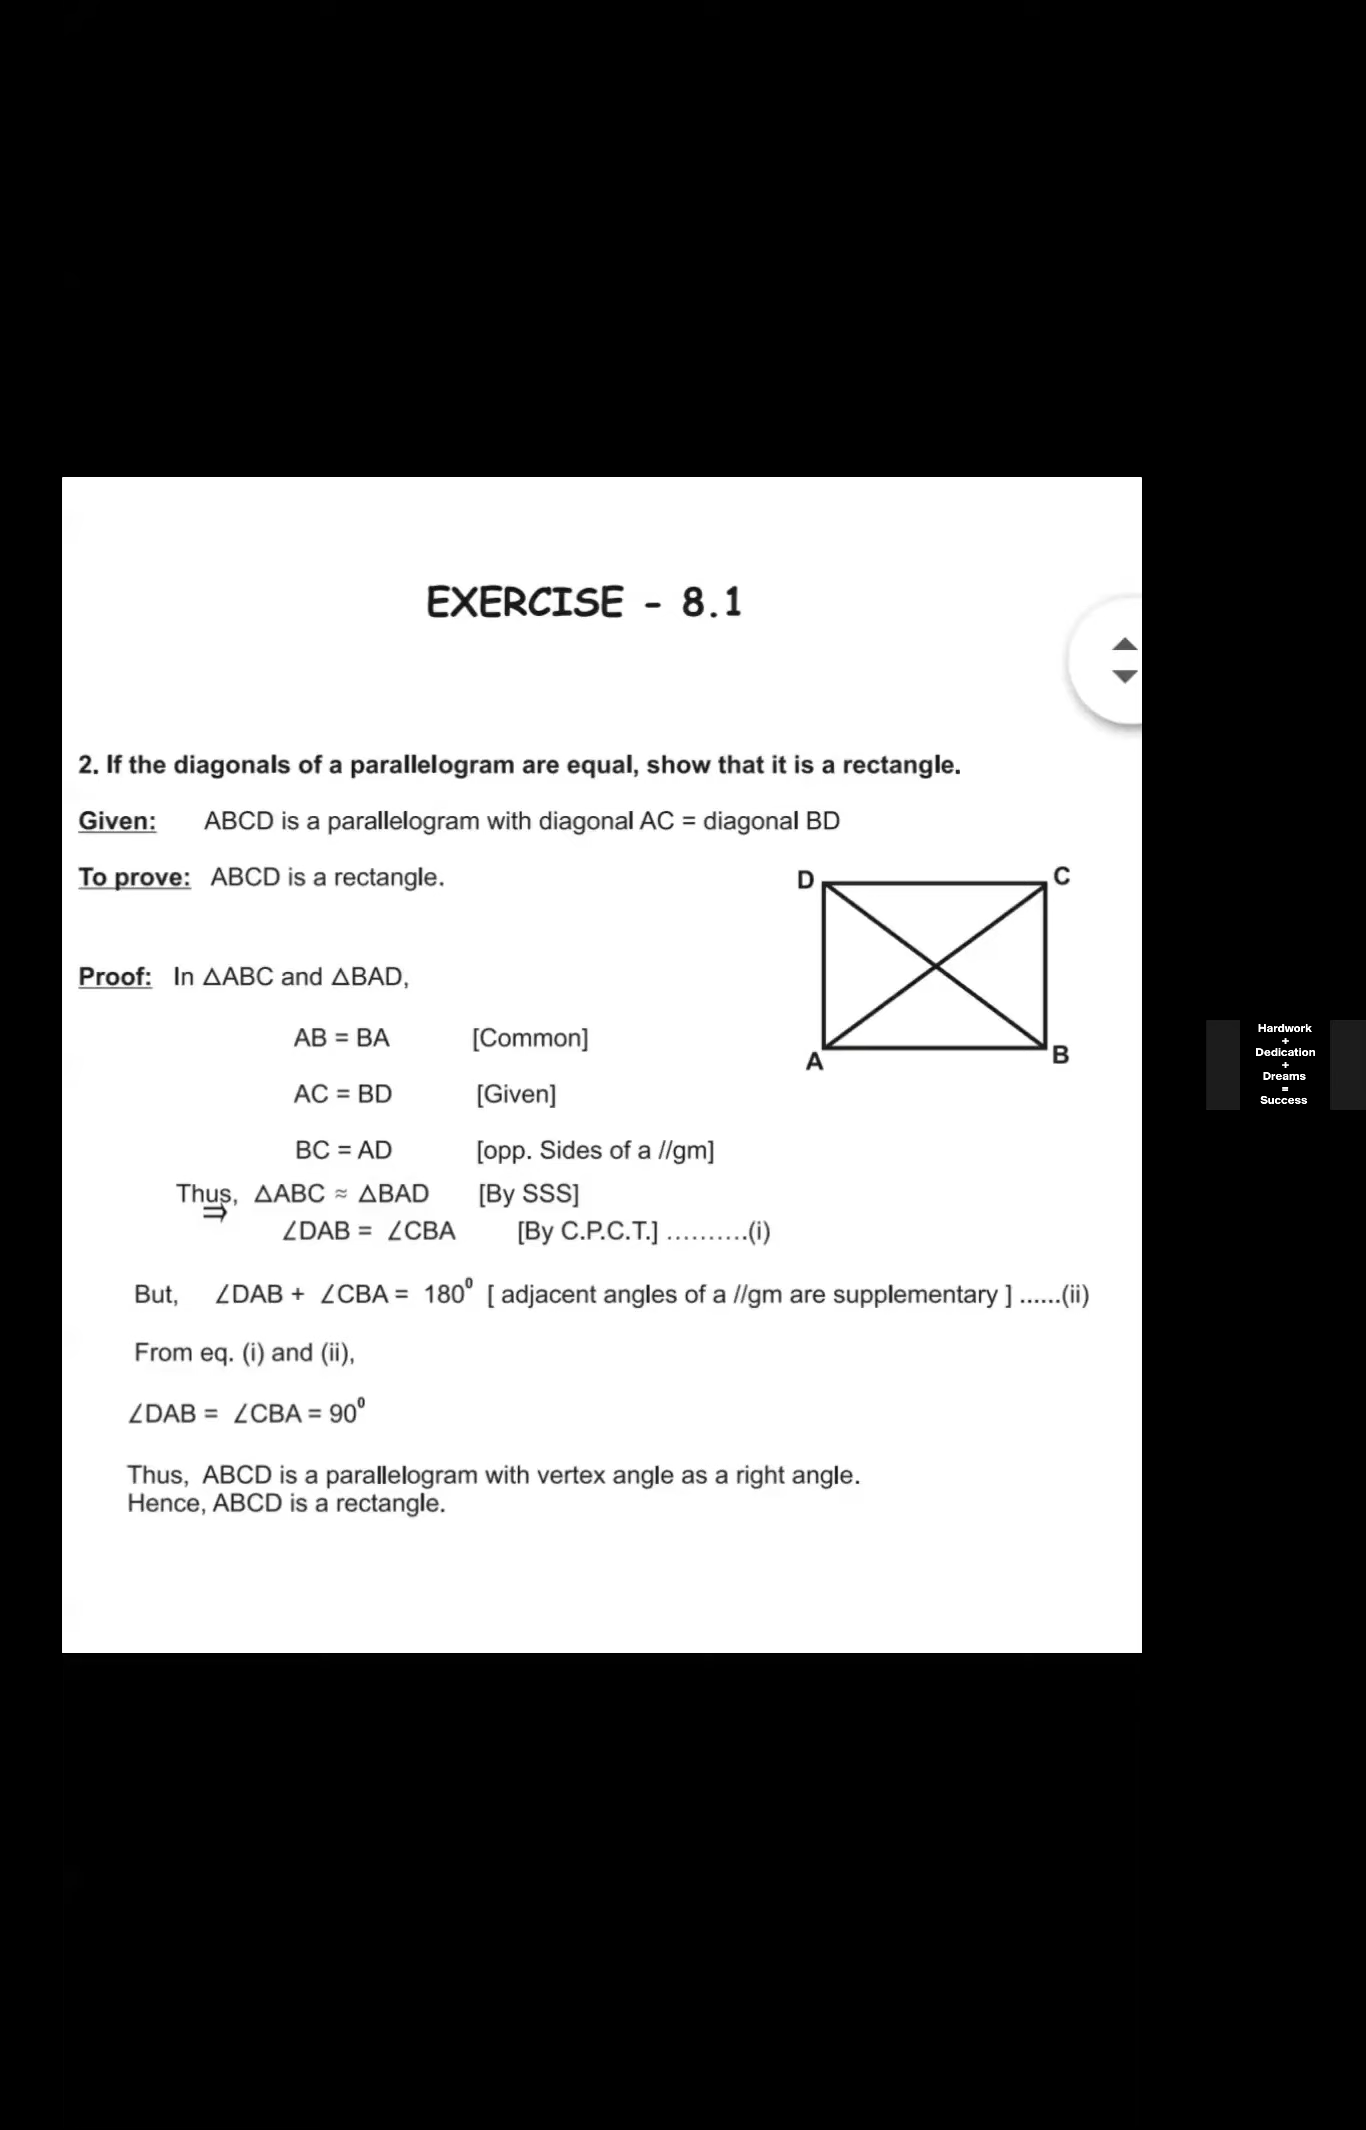 EXERCISE - 8.1
2. If the diagonals of a parallelogram are equal, show that it is a rectangle.
Given: ABCD is a parallelogram with diagonal AC = diagonal BD
To prove: ABCD is a rectangle.
D C
A B
Proof: In △ABC and △BAD,
AB = BA [Common]
AC = BD [Given]
BC = AD [opp. Sides of a //gm]
Thus, △ABC ≈ △BAD [By SSS]
⇒
∠DAB = ∠CBA [By C.P.C.T.] ..........(i)
But, ∠DAB + ∠CBA = 180⁰ [ adjacent angles of a //gm are supplementary ] ......(ii)
From eq. (i) and (ii),
∠DAB = ∠CBA = 90⁰
Thus, ABCD is a parallelogram with vertex angle as a right angle.
Hence, ABCD is a rectangle.
Hardwork
+
Dedication
+
Dreams
=
Success